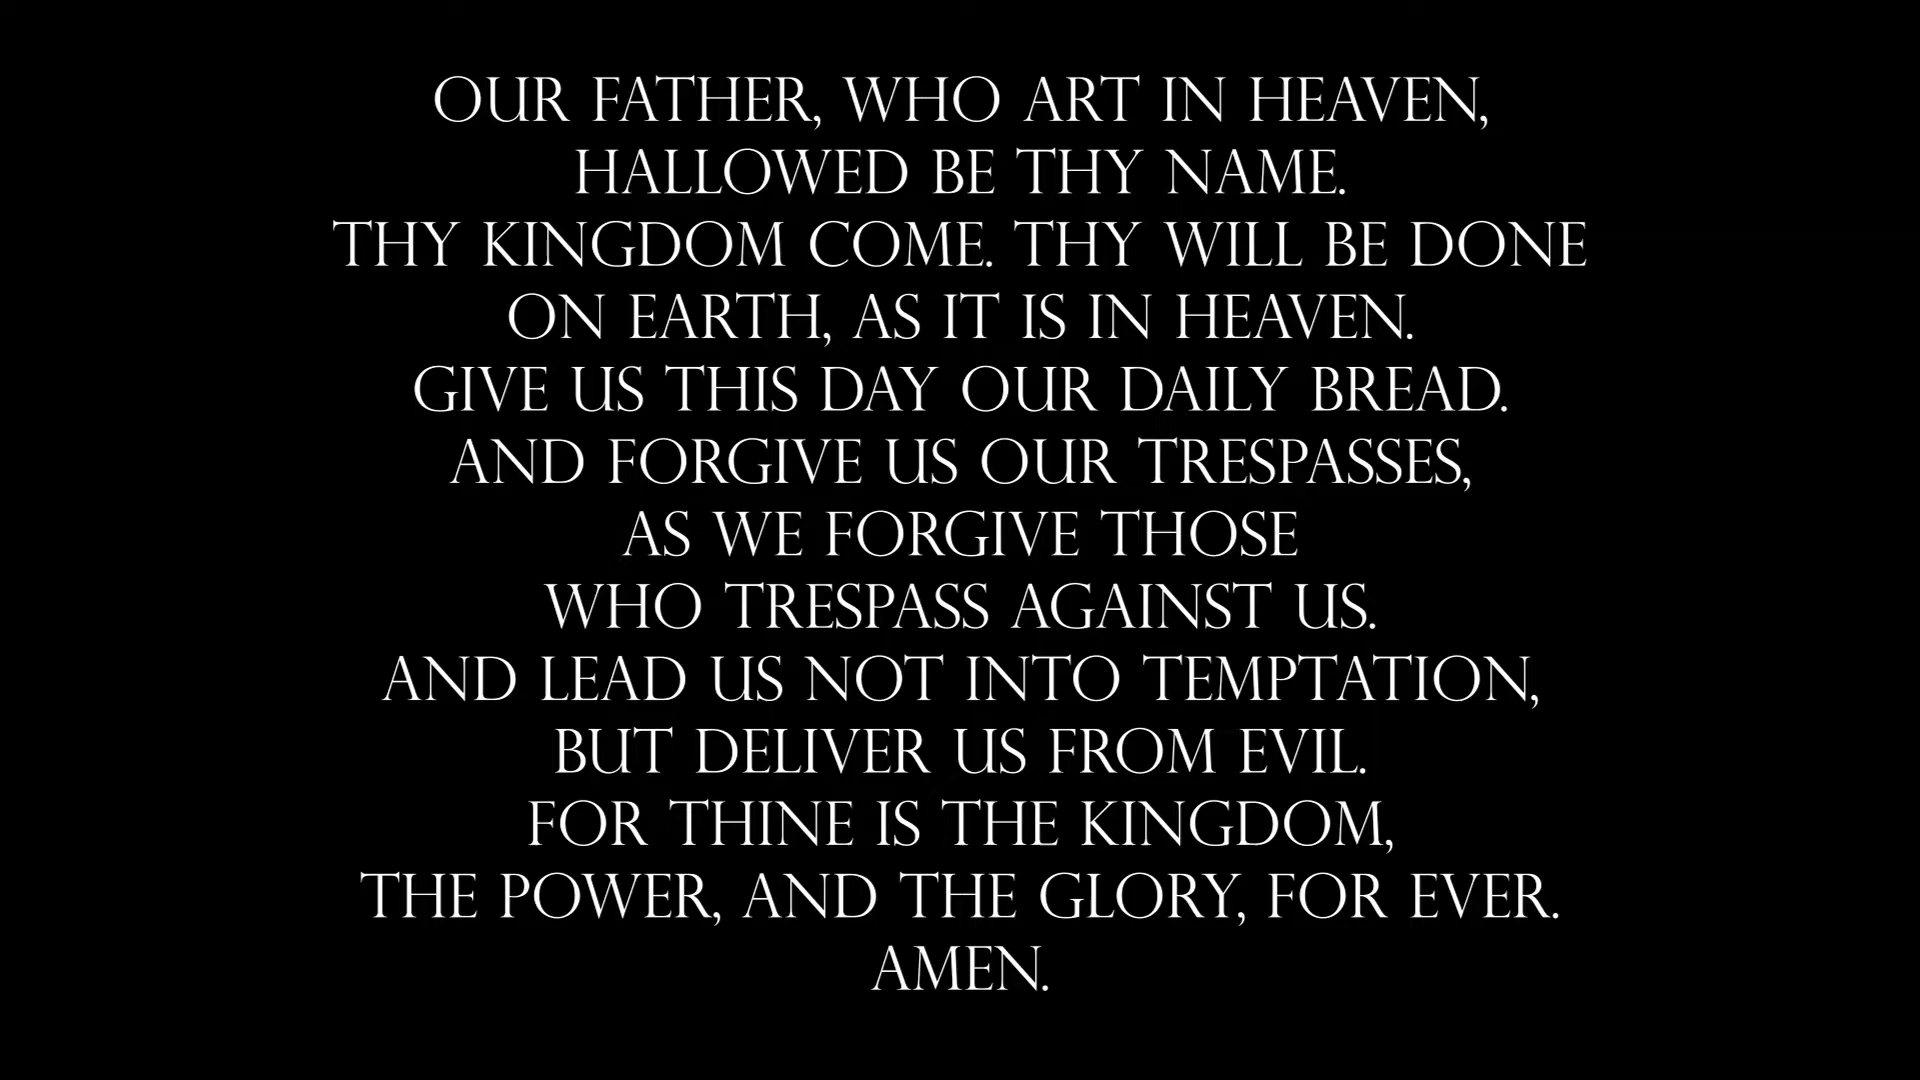 OUR FATHER, WHO ART IN HEAVEN,
HALLOWED BE THY NAME.
THY KINGDOM COME. THY WILL BE DONE
ON EARTH, AS IT IS IN HEAVEN.
GIVE US THIS DAY OUR DAILY BREAD.
AND FORGIVE US OUR TRESPASSES,
AS WE FORGIVE THOSE
WHO TRESPASS AGAINST US.
AND LEAD US NOT INTO TEMPTATION,
BUT DELIVER US FROM EVIL.
FOR THINE IS THE KINGDOM,
THE POWER, AND THE GLORY, FOR EVER.
AMEN.